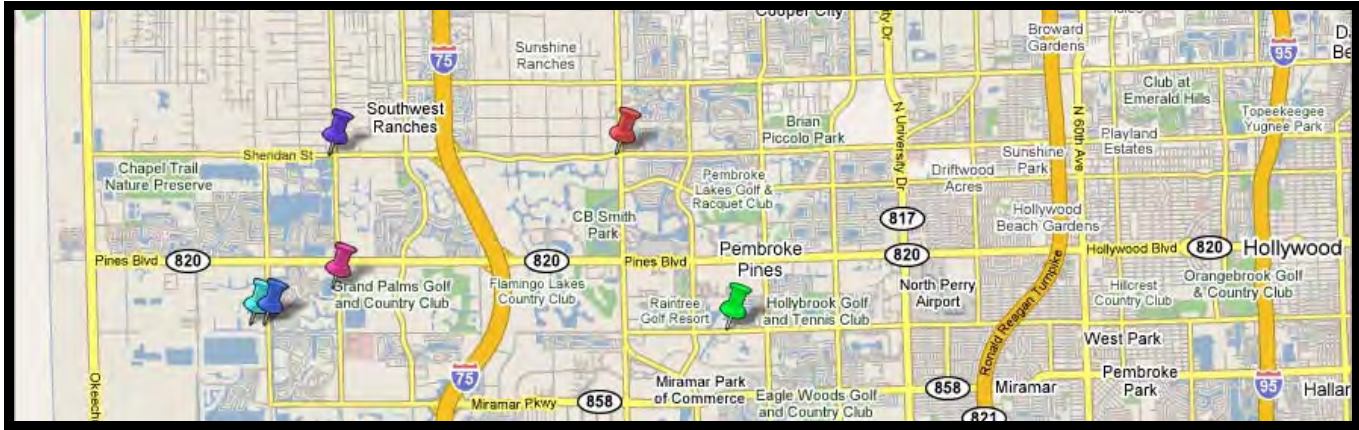 Cooper City
Isles
Broward
Gardens
95
D
Be
75
Sunshine
Ranches
N University Dr
Club at
Emerald Hills
Southwest
Ranches
Brian
Piccolo Park
N 60th Ave
Topeekeegee
Yugnee Park
Playland
Estates
Sheridan St
Sunshine
Park
Chapel Trail
Nature Preserve
Pembroke
Lakes Golf &
Racquet Club
Driftwood
Acres
CB Smith
Park
817
Hollywood
Beach Gardens
Pines Blvd
820
820
Pines Blvd
Pembroke
Pines
820
Hollywood Blvd
820
Hollywood
Grand Palms Golf
and Country Club
Flamingo Lakes
Country Club
Raintree
Golf Resort
Hollybrook Golf
and Tennis Club
North Perry
Airport
Ronald Reagan Turnpike
Hillcrest
Country Club
Orangebrook Golf
& Country Club
West Park
Okeech
75
Miramar Pkwy
858
Miramar Park
of Commerce
Eagle Woods Golf
and Country Club
858
Miramar
821
Pembroke
Park
95
Hallar